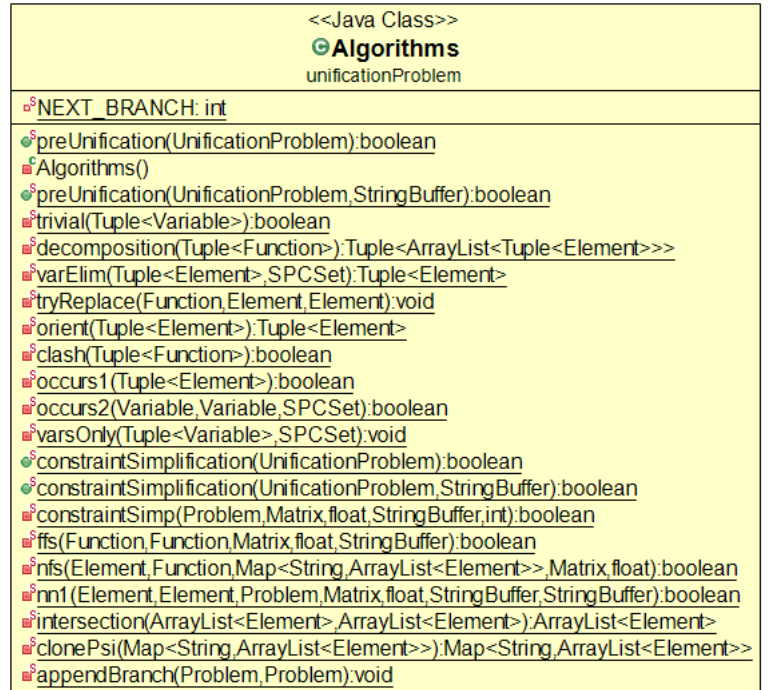 <<Java Class>>
Algorithms
unificationProblem
NEXT_BRANCH: int
preUnification(UnificationProblem):boolean
Algorithms()
preUnification(UnificationProblem,StringBuffer):boolean
trivial(Tuple<Variable>):boolean
decomposition(Tuple<Function>):Tuple<ArrayList<Tuple<Element>>>
varElim(Tuple<Element>,SPCSet):Tuple<Element>
tryReplace(Function,Element,Element):void
orient(Tuple<Element>):Tuple<Element>
clash(Tuple<Function>):boolean
occurs1(Tuple<Element>):boolean
occurs2(Variable,Variable,SPCSet):boolean
varsOnly(Tuple<Variable>,SPCSet):void
constraintSimplification(UnificationProblem):boolean
constraintSimplification(UnificationProblem,StringBuffer):boolean
constraintSimp(Problem,Matrix,float,StringBuffer,int):boolean
ffs(Function,Function,Matrix,float,StringBuffer):boolean
nfs(Element,Function,Map<String,ArrayList<Element>>,Matrix,float):boolean
nn1(Element,Element,Problem,Matrix,float,StringBuffer,StringBuffer):boolean
intersection(ArrayList<Element>,ArrayList<Element>):ArrayList<Element>
clonePsi(Map<String,ArrayList<Element>>):Map<String,ArrayList<Element>>
appendBranch(Problem,Problem):void